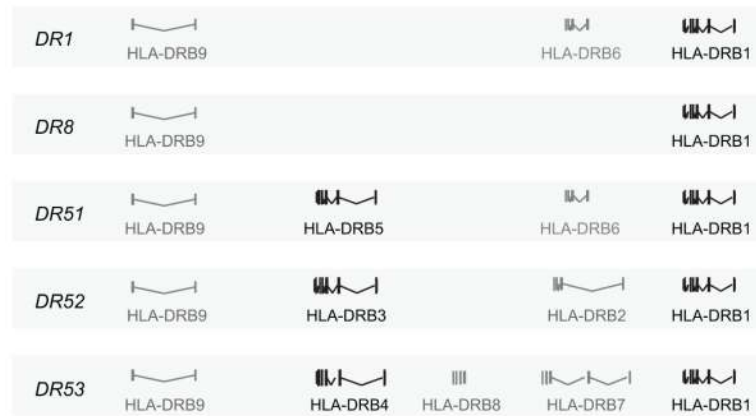 DR1 HLA-DRB9 HLA-DRB6 HLA-DRB1
DR8 HLA-DRB9 HLA-DRB1
DR51 HLA-DRB9 HLA-DRB5 HLA-DRB6 HLA-DRB1
DR52 HLA-DRB9 HLA-DRB3 HLA-DRB2 HLA-DRB1
DR53 HLA-DRB9 HLA-DRB4 HLA-DRB8 HLA-DRB7 HLA-DRB1